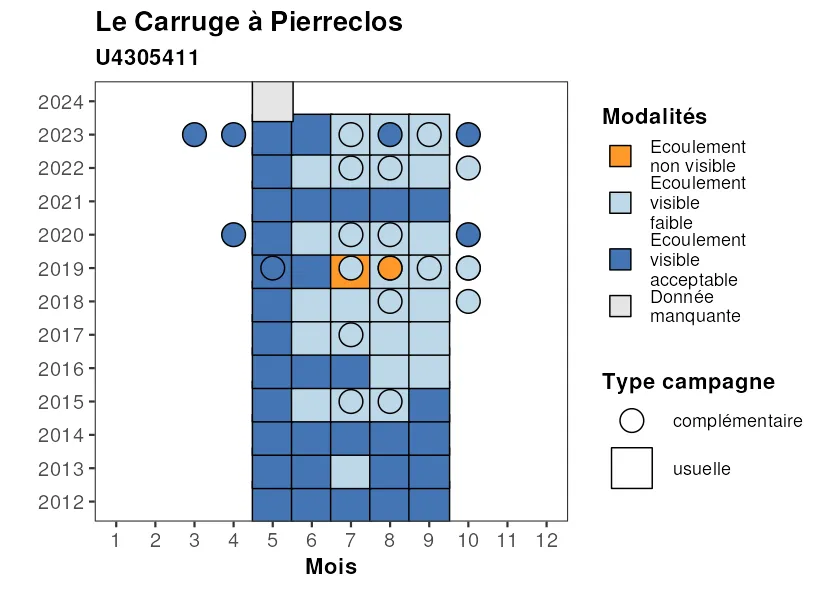 Le Carruge à Pierreclos
U4305411
2024
2023
2022
2021
2020
2019
2018
2017
2016
2015
2014
2013
2012
1 2 3 4 5 6 7 8 9 10 11 12
Mois
Modalités
Ecoulement
non visible
Ecoulement
visible
faible
Ecoulement
visible
acceptable
Donnée
manquante
Type campagne
complémentaire
usuelle